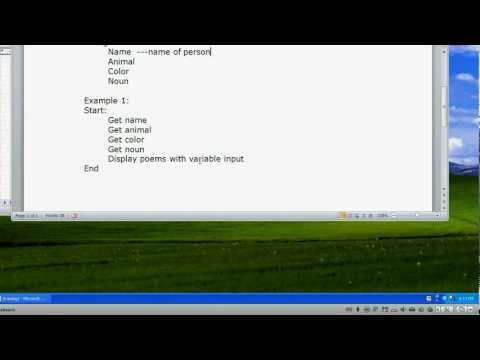 Name ---name of person
Animal
Color
Noun
Example 1:
Start:
Get name
Get animal
Get color
Get noun
Display poems with variable input
End